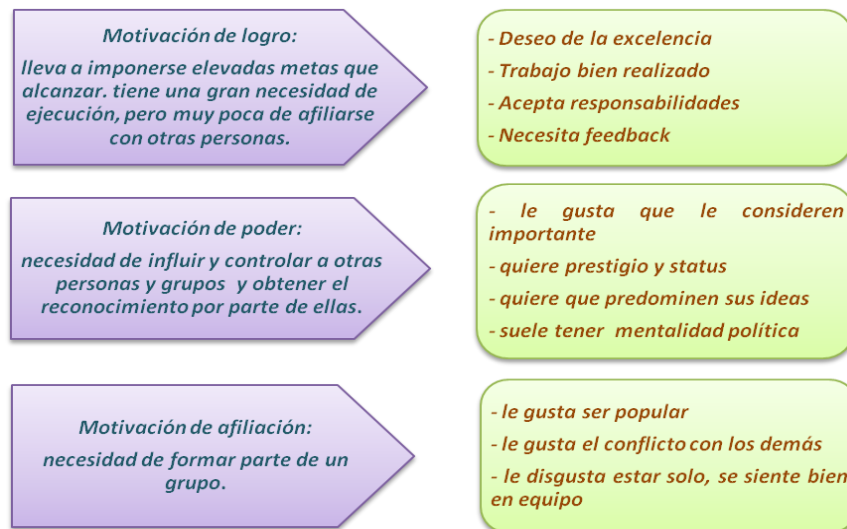 Motivación de logro:
lleva a imponerse elevadas metas que
alcanzar. tiene una gran necesidad de
ejecución, pero muy poca de afiliarse
con otras personas.
- Deseo de la excelencia
- Trabajo bien realizado
- Acepta responsabilidades
- Necesita feedback
Motivación de poder:
necesidad de influir y controlar a otras
personas y grupos y obtener el
reconocimiento por parte de ellas.
- le gusta que le consideren
importante
- quiere prestigio y status
- quiere que predominen sus ideas
- suele tener mentalidad política
Motivación de afiliación:
necesidad de formar parte de un
grupo.
- le gusta ser popular
- le gusta el conflicto con los demás
- le disgusta estar solo, se siente bien
en equipo